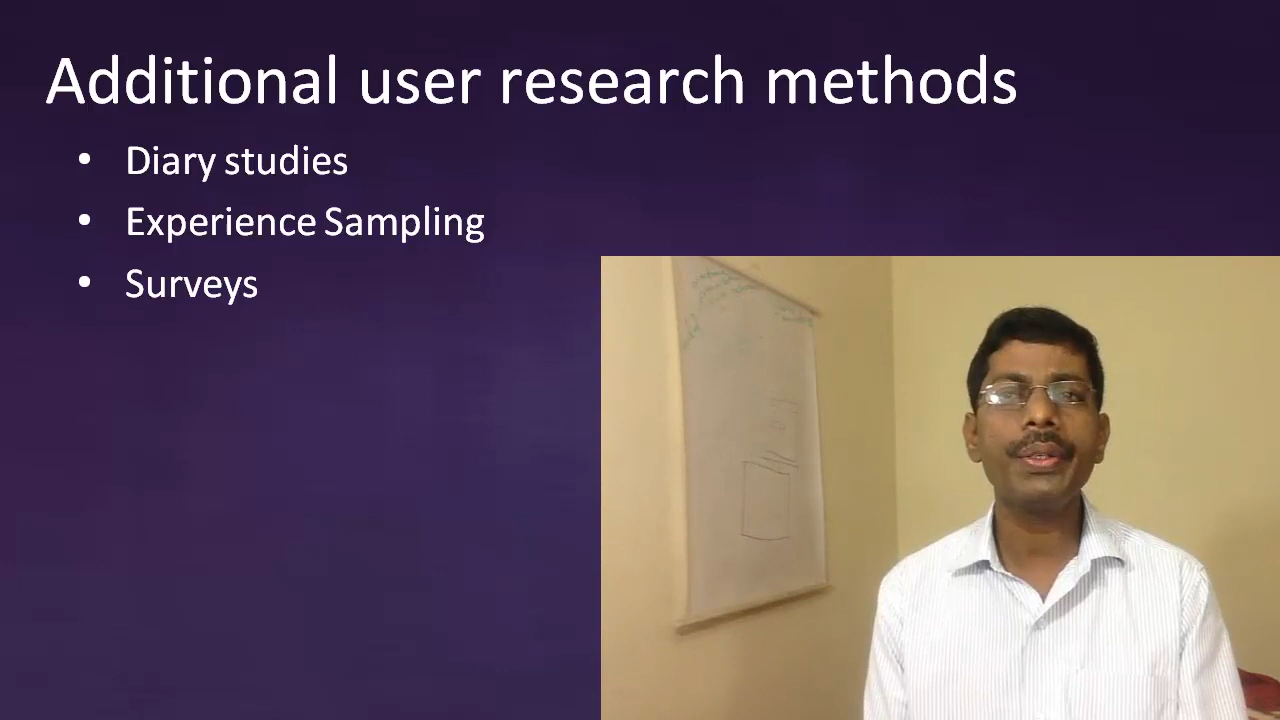 Additional user research methods
• Diary studies
• Experience Sampling
• Surveys